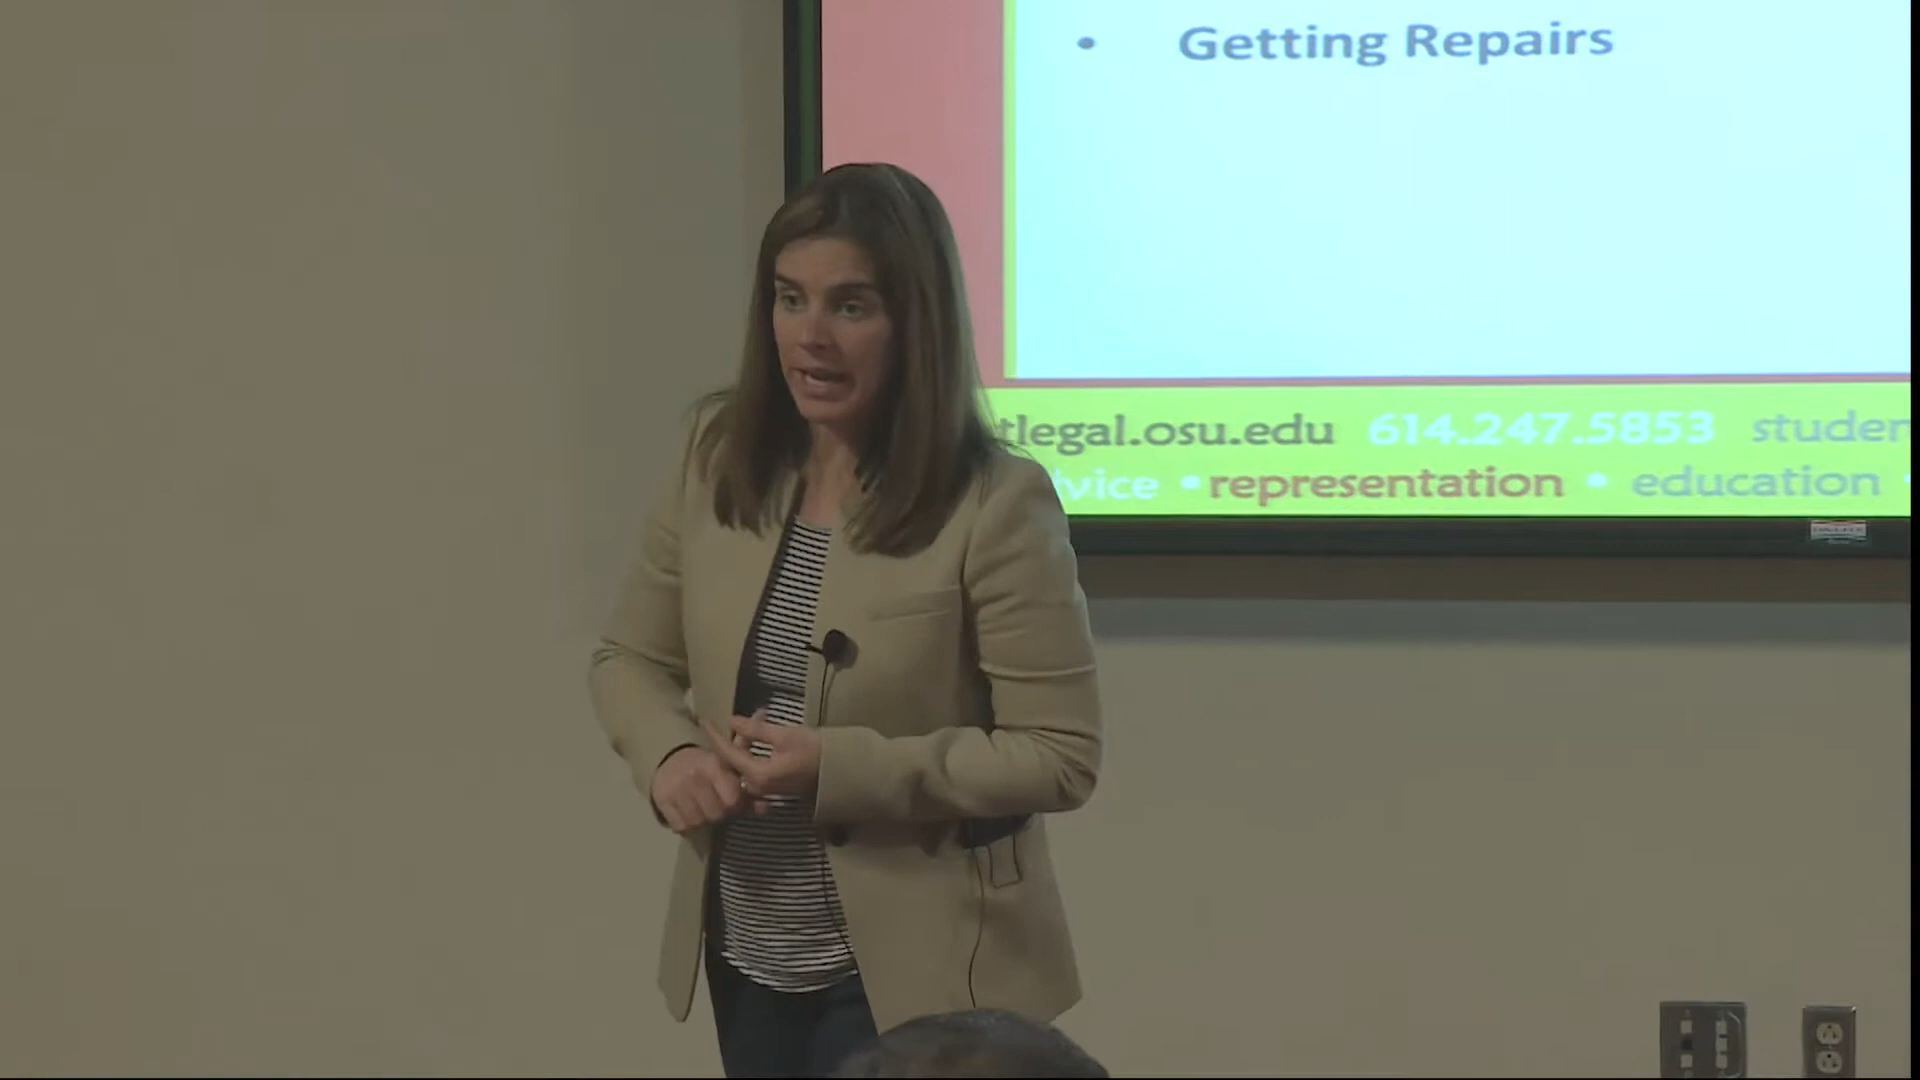 • Getting Repairs
tlegal.osu.edu 614.247.5853 studen
vice • representation • education •